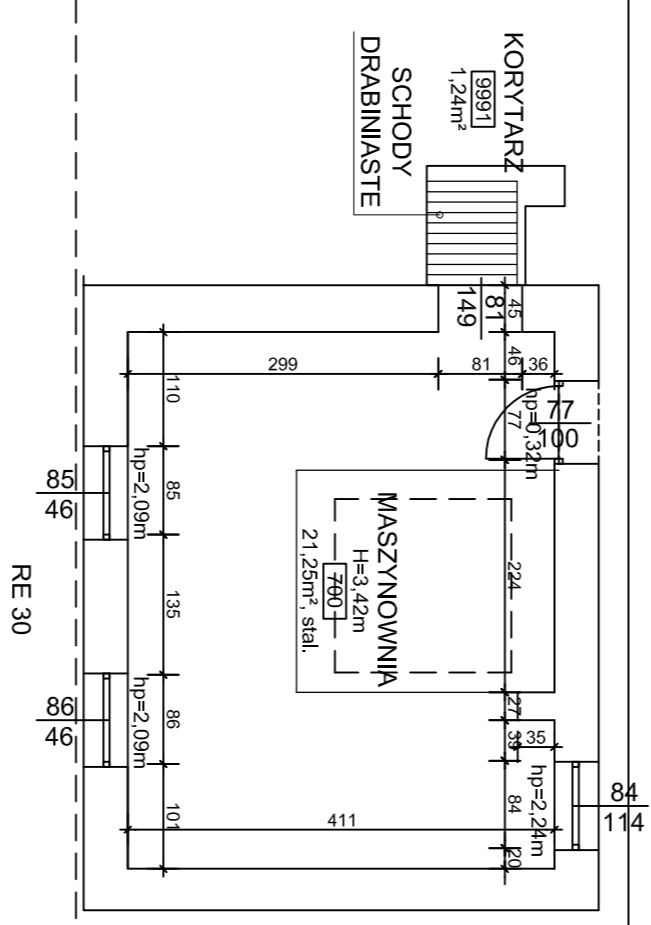 KORYTARZ
9991
1,24m²
SCHODY
DRABINIASTE
81
149
45
46
36
299
81
110
77
100
hp=0,32m
77
85
46
hp=2,09m
85
MASZYNOWNIA
H=3,42m
700
21,25m², stal.
224
135
RE 30
86
46
hp=2,09m
86
27
39
35
84
114
hp=2,24m
84
101
411
20